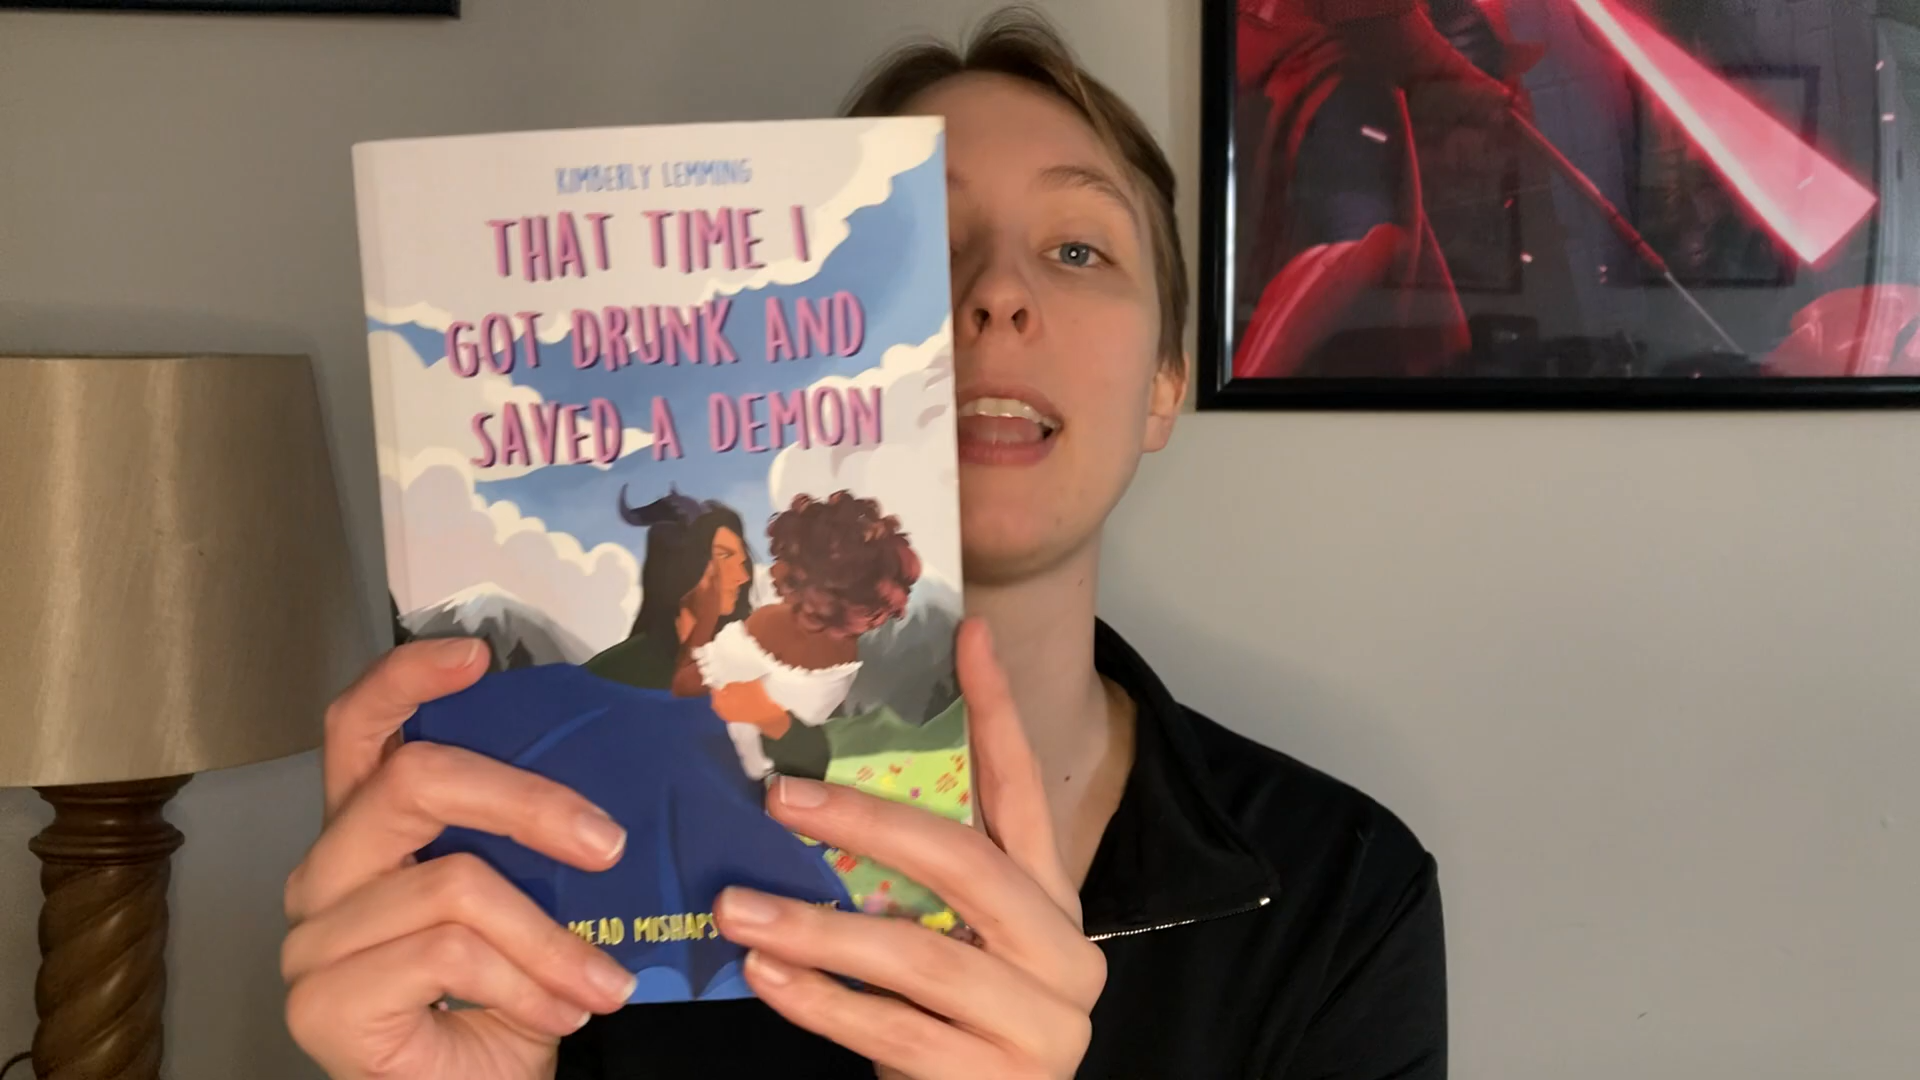 KIMBERLY LEMMING
THAT TIME I
GOT DRUNK AND
SAVED A DEMON
MEAD MISHAPS